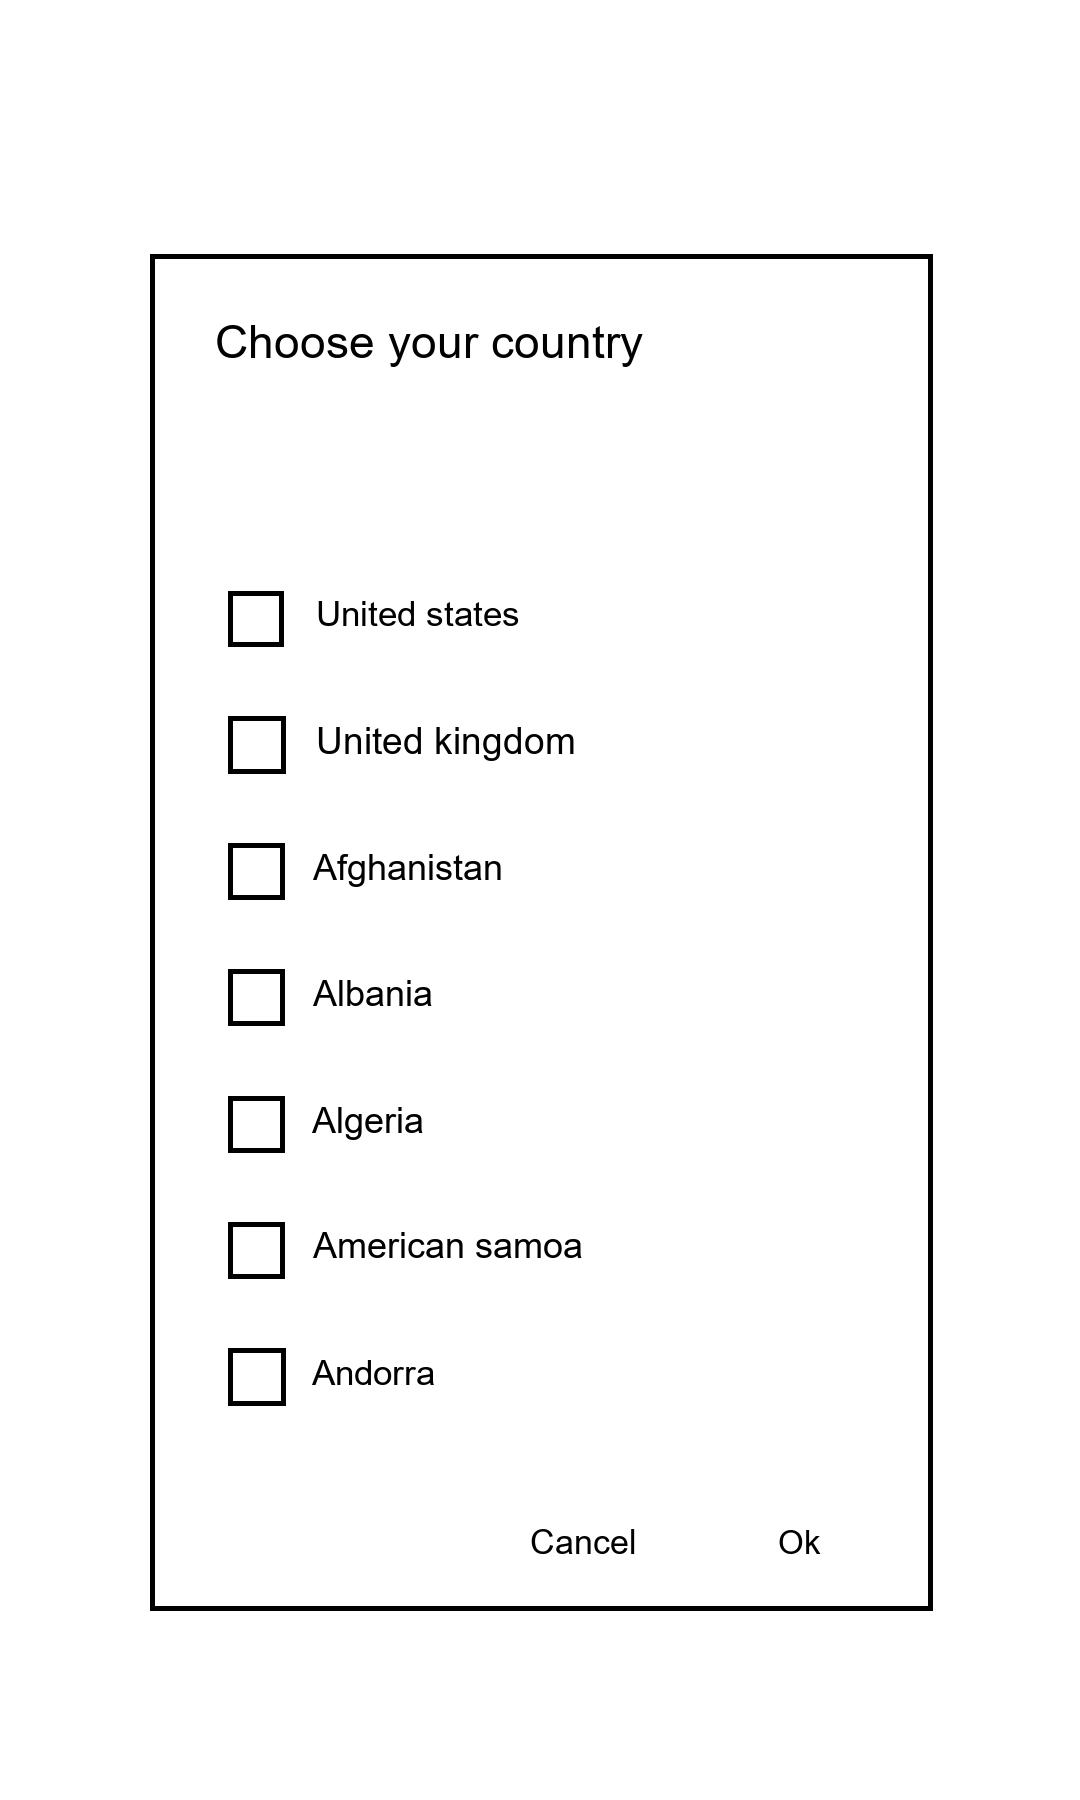 Choose your country
United states
United kingdom
Afghanistan
Albania
Algeria
American samoa
Andorra
Cancel Ok